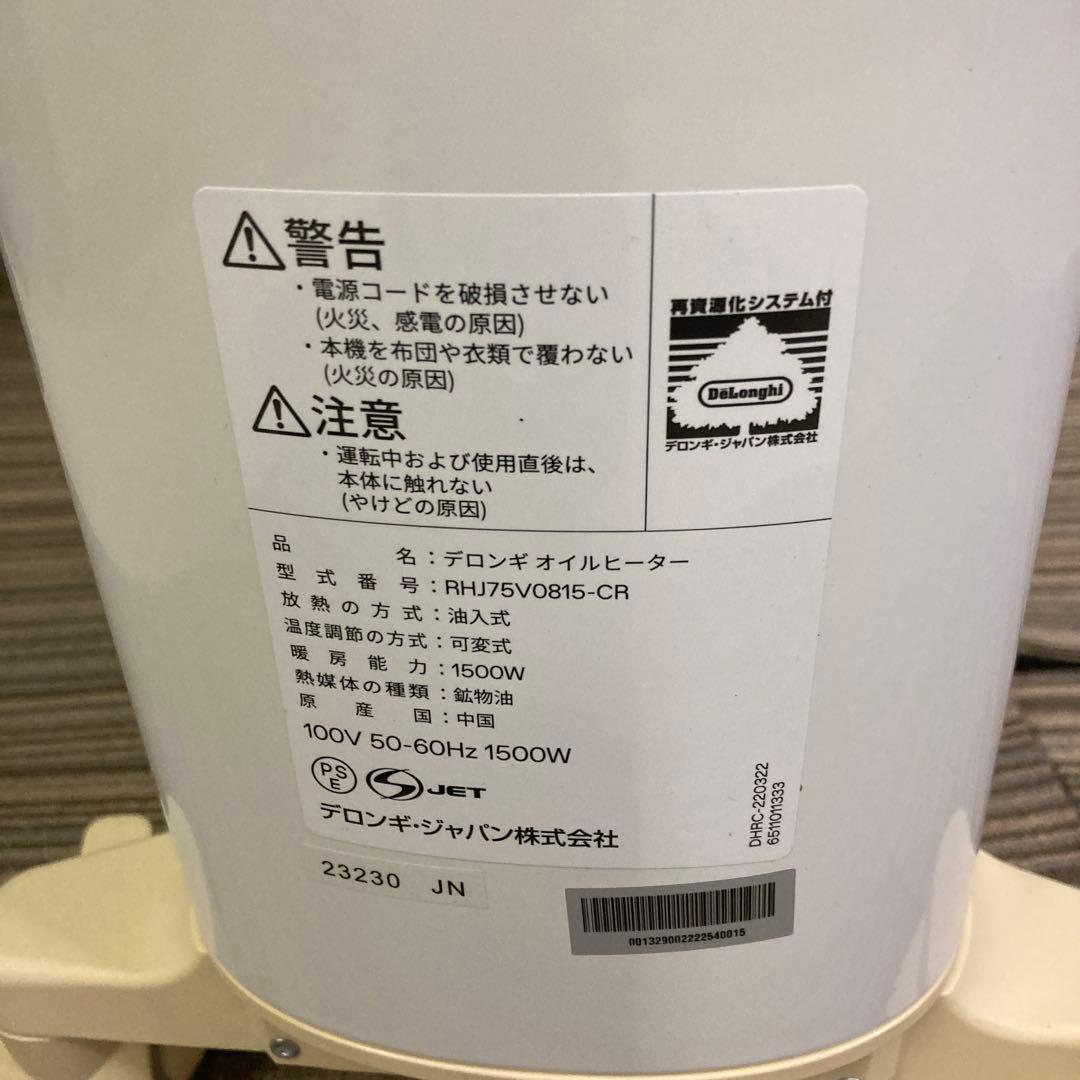 警告
・電源コードを破損させない
(火災、感電の原因)
・本機を布団や衣類で覆わない
(火災の原因)
注意
・運転中および使用直後は、
本体に触れない
(やけどの原因)
再資源化システム付
DeLonghi
デロンギ・ジャパン株式会社
品名：デロンギ オイルヒーター
型式番号：RHJ75V0815-CR
放熱の方式：油入式
温度調節の方式：可変式
暖房能力：1500W
熱媒体の種類：鉱物油
原産国：中国
100V 50-60Hz 1500W
PSE JET
デロンギ・ジャパン株式会社
DHRC-220322
6511011333
23230 JN
001329002222540015